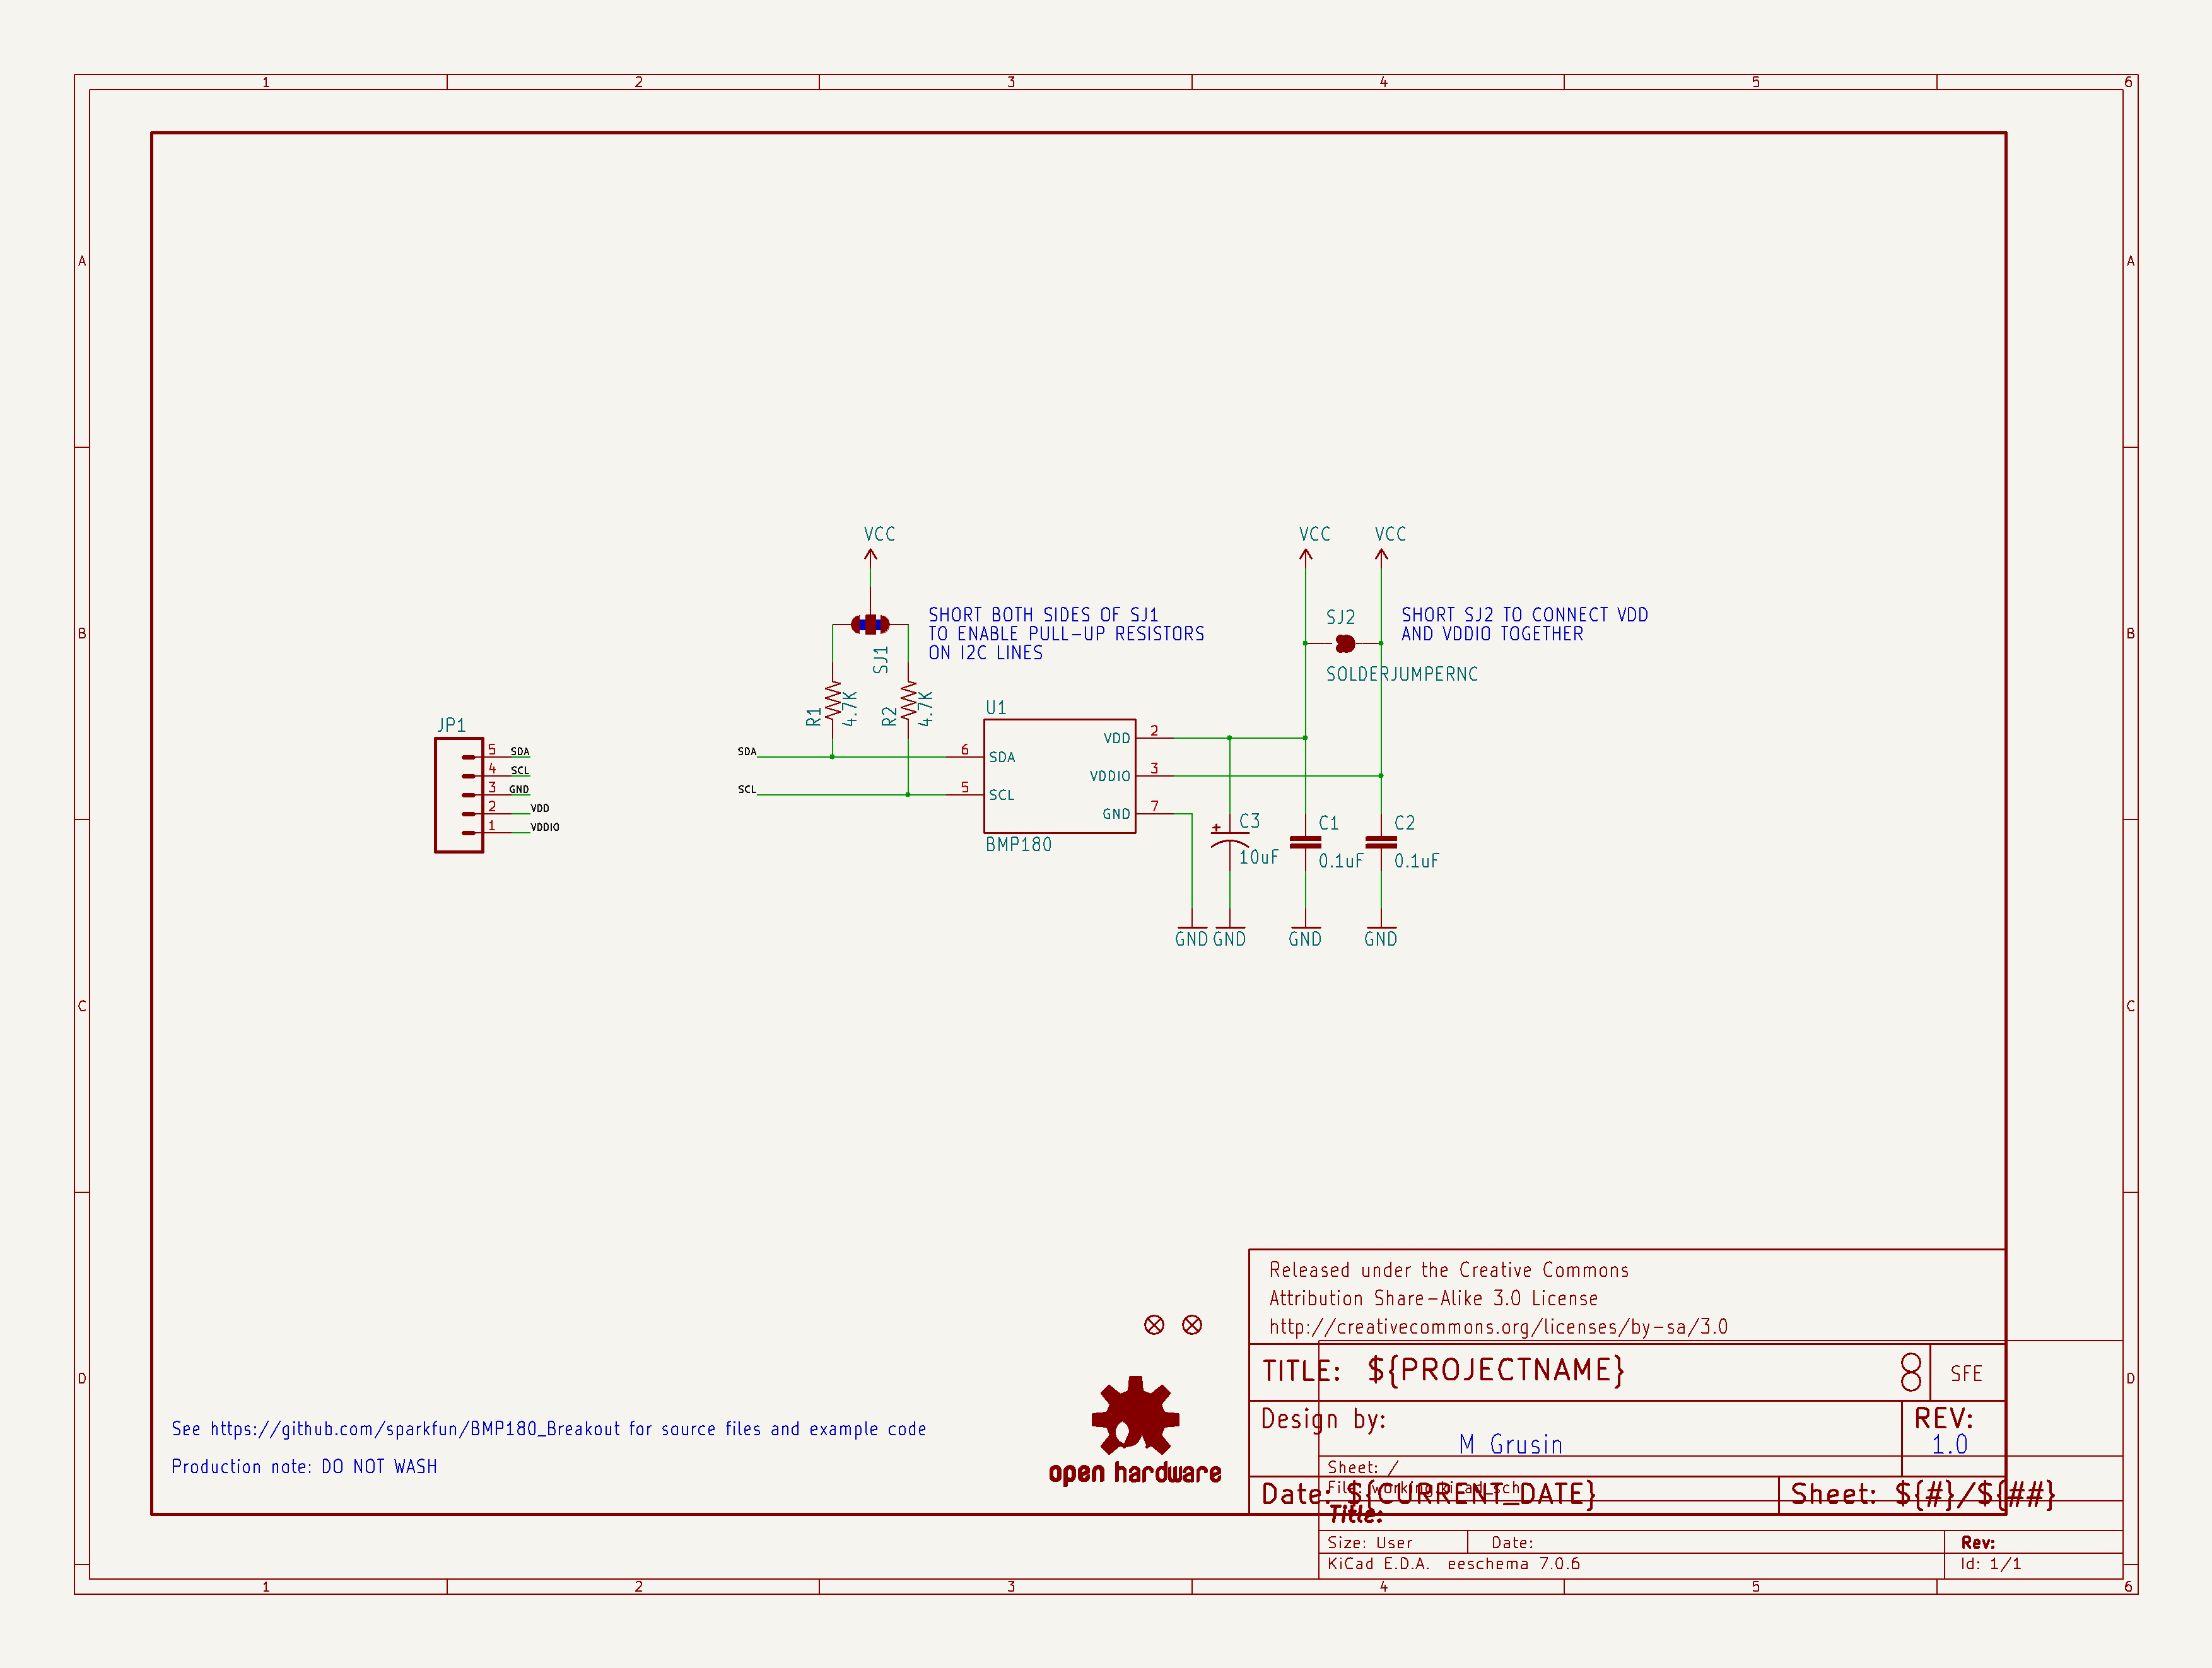 1 2 3 4 5 6
A A
VCC VCC VCC
B B
SHORT BOTH SIDES OF SJ1
TO ENABLE PULL-UP RESISTORS
ON I2C LINES
SJ1
SJ2
SHORT SJ2 TO CONNECT VDD
AND VDDIO TOGETHER
SOLDERJUMPERNC
R1 4.7K R2 4.7K
JP1
5 SDA
4 SCL
3 GND
2 VDD
1 VDDIO
U1
SDA 6 SDA
SCL 5 SCL
VDD 2
VDDIO 3
GND 7
BMP180
+ C3
10uF
C1
0.1uF
C2
0.1uF
GND GND GND GND
C C
Released under the Creative Commons
Attribution Share-Alike 3.0 License
http://creativecommons.org/licenses/by-sa/3.0
TITLE: ${PROJECTNAME}
SFE
D D
Design by:
M Grusin
REV:
1.0
See https://github.com/sparkfun/BMP180_Breakout for source files and example code
Production note: DO NOT WASH
open hardware
Sheet: /
File: working.kicad_sch
Date: ${CURRENT_DATE}
Sheet: ${#}/${##}
Title:
Size: User Date: Rev:
KiCad E.D.A. eeschema 7.0.6 Id: 1/1
1 2 3 4 5 6